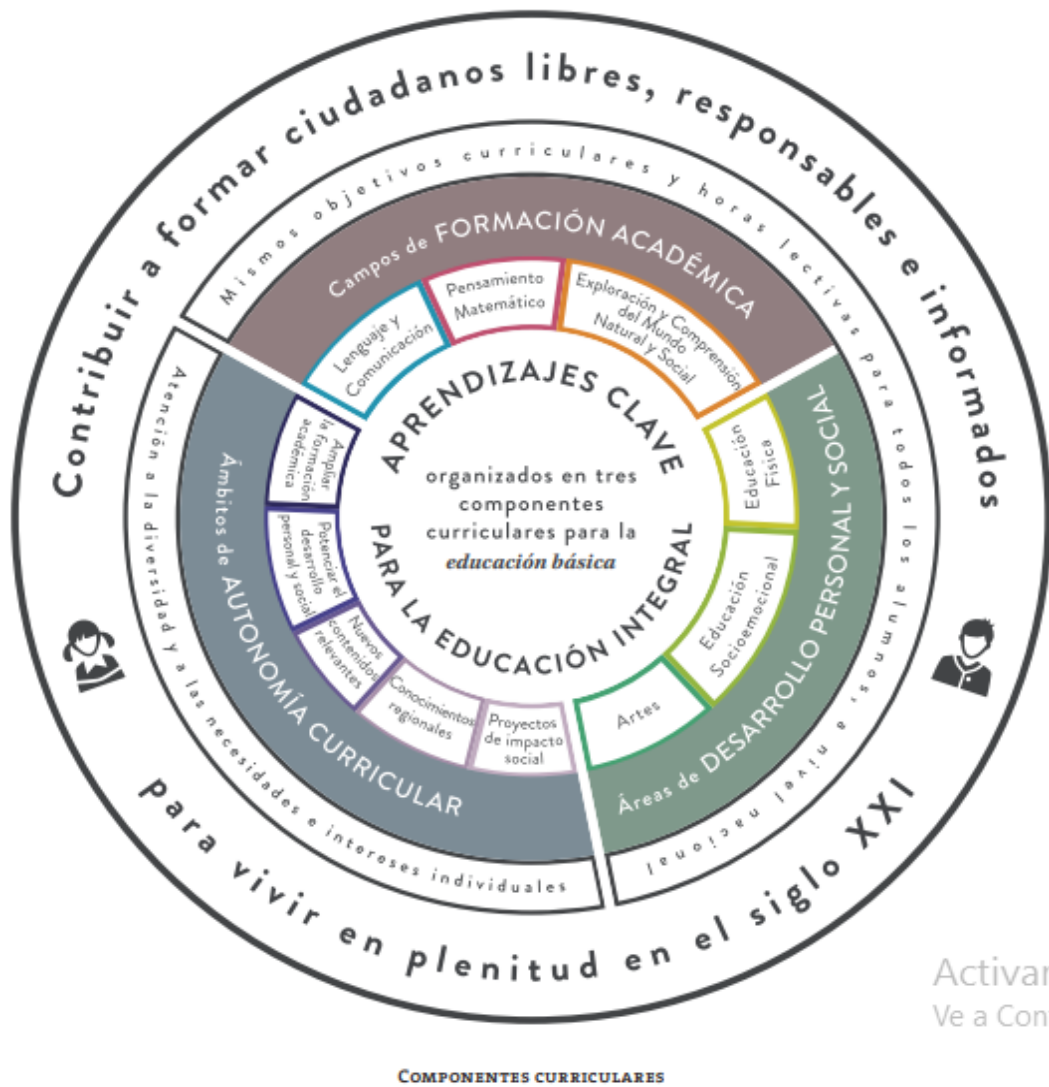 Contribuir a formar ciudadanos libres, responsables e informados
para vivir en plenitud en el siglo XXI
Mismos objetivos curriculares y horas lectivas para todos los alumnos, a nivel nacional
Atención a la diversidad y a las necesidades e intereses individuales
Campos de FORMACIÓN ACADÉMICA
Lenguaje y
Comunicación
Pensamiento
Matemático
Exploración y Comprensión
del Mundo
Natural y Social
Áreas de DESARROLLO PERSONAL Y SOCIAL
Educación
Física
Educación
Socioemocional
Artes
Ámbitos de AUTONOMÍA CURRICULAR
Ampliar
la formación
académica
Potenciar el
desarrollo
personal y social
Nuevos
contenidos
relevantes
Conocimientos
regionales
Proyectos
de impacto
social
APRENDIZAJES CLAVE
organizados en tres
componentes
curriculares para la
educación básica
PARA LA EDUCACIÓN INTEGRAL
Activar
Ve a Con
COMPONENTES CURRICULARES